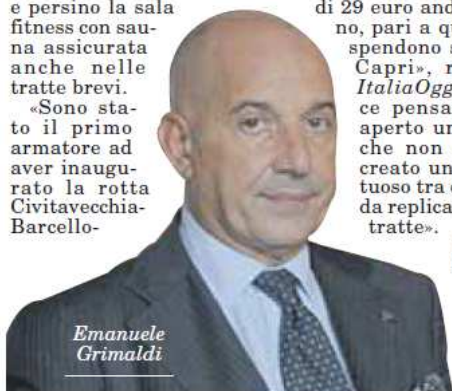 e persino la sala
fitness con sau-
na assicurata
anche nelle
tratte brevi.
«Sono sta-
to il primo
armatore ad
aver inaugu-
rato la rotta
Civitavecchia-
Barcello-
di 29 euro and
no, pari a qu
spendono s
Capri», r
ItaliaOgg
ce pensa
aperto un
che non
creato un
tuoso tra
da replica
tratte».
Emanuele
Grimaldi